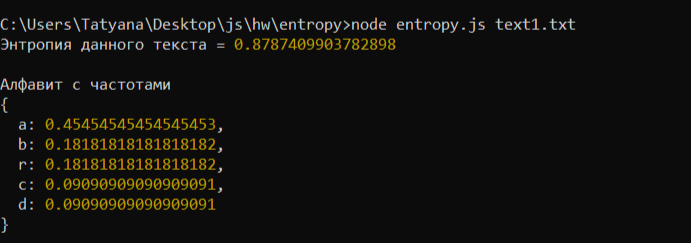 C:\Users\Tatyana\Desktop\js\hw\entropy>node entropy.js text1.txt
Энтропия данного текста = 0.8787409903782898
Алфавит с частотами
{
a: 0.45454545454545453,
b: 0.18181818181818182,
r: 0.18181818181818182,
c: 0.09090909090909091,
d: 0.09090909090909091
}